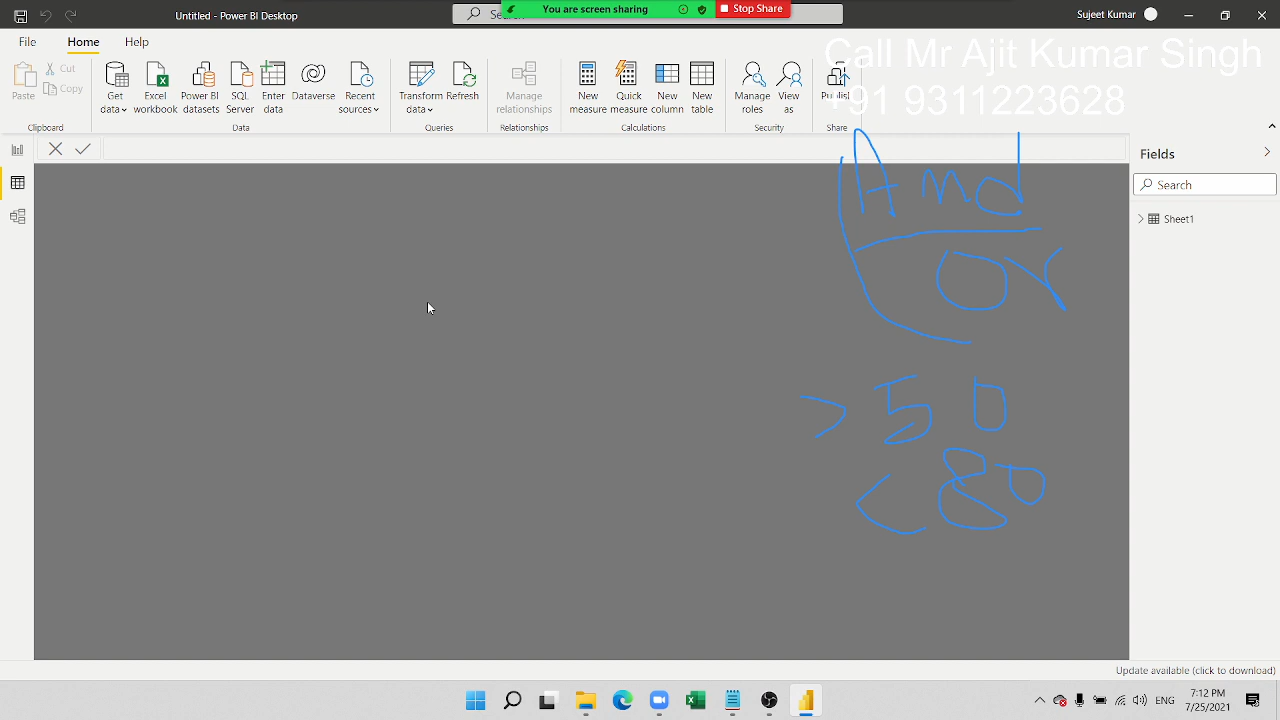 Untitled - Power BI Desktop
Search
You are screen sharing
Stop Share
Sujeet Kumar
File
Home
Help
Call Mr Ajit Kumar Singh
+91 9311223628
Paste
Cut
Copy
Clipboard
Get data
Excel workbook
Power BI datasets
SQL Server
Enter data
Dataverse
Recent sources
Data
Transform data
Refresh
Queries
Manage relationships
Relationships
New measure
Quick measure
New column
New table
Calculations
Manage roles
View as
Security
Publish
Share
And
or
> 50
< 80
Fields
Search
Sheet1
Update available (click to download)
ENG
7:12 PM
7/25/2021